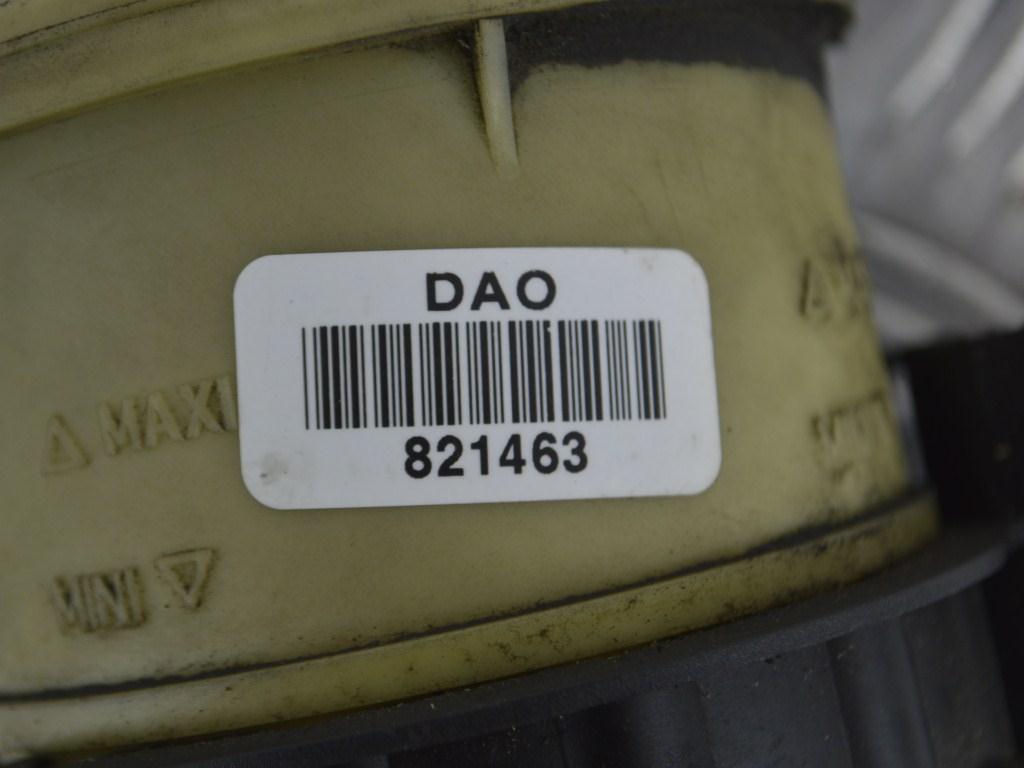 DAO
821463
△ MAXI
MINI ▽